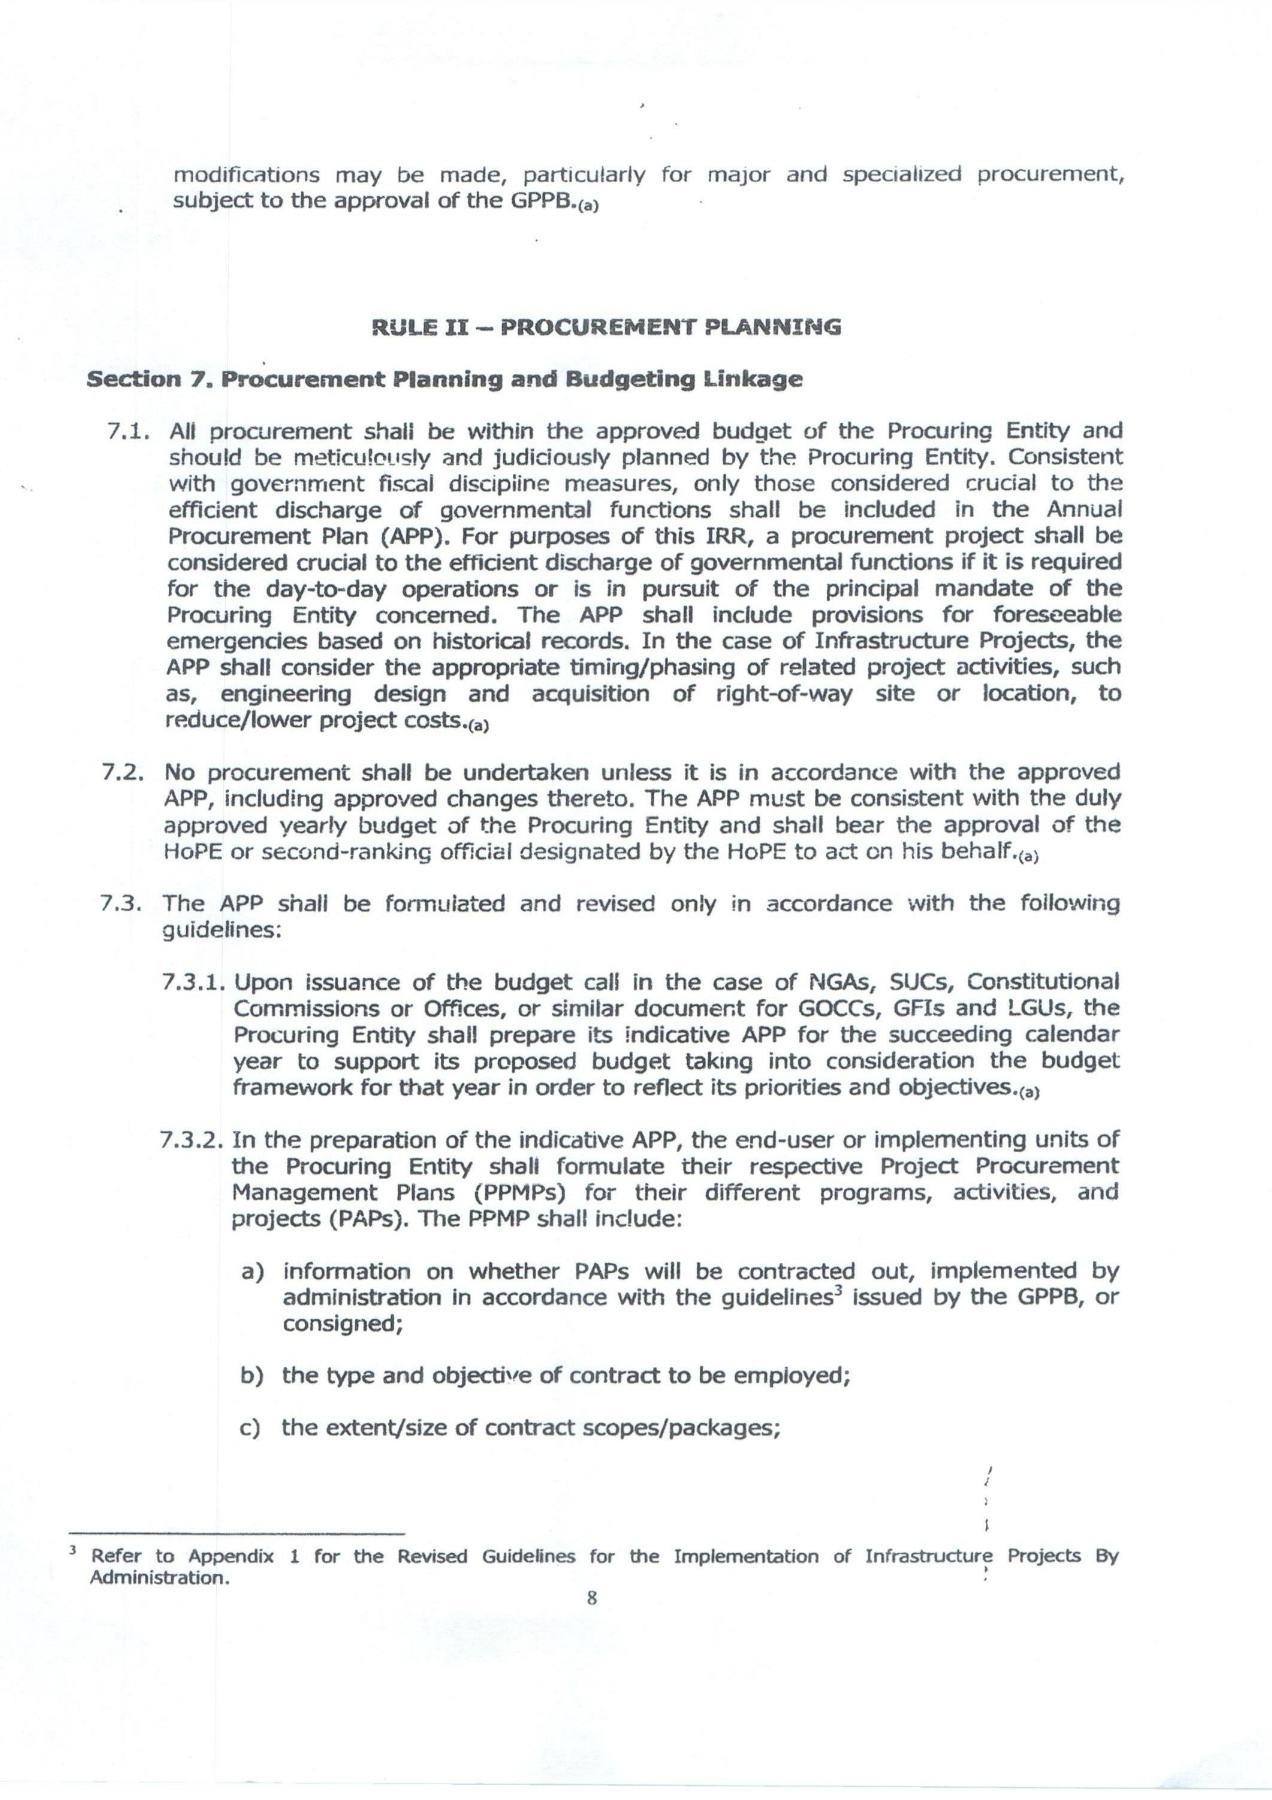 modifications may be made, particularly for major and specialized procurement,
subject to the approval of the GPPB.(a)
RULE II – PROCUREMENT PLANNING
Section 7. Procurement Planning and Budgeting Linkage
7.1. All procurement shall be within the approved budget of the Procuring Entity and
should be meticulously and judiciously planned by the Procuring Entity. Consistent
with government fiscal discipline measures, only those considered crucial to the
efficient discharge of governmental functions shall be included in the Annual
Procurement Plan (APP). For purposes of this IRR, a procurement project shall be
considered crucial to the efficient discharge of governmental functions if it is required
for the day-to-day operations or is in pursuit of the principal mandate of the
Procuring Entity concerned. The APP shall include provisions for foreseeable
emergencies based on historical records. In the case of Infrastructure Projects, the
APP shall consider the appropriate timing/phasing of related project activities, such
as, engineering design and acquisition of right-of-way site or location, to
reduce/lower project costs.(a)
7.2. No procurement shall be undertaken unless it is in accordance with the approved
APP, including approved changes thereto. The APP must be consistent with the duly
approved yearly budget of the Procuring Entity and shall bear the approval of the
HoPE or second-ranking official designated by the HoPE to act on his behalf.(a)
7.3. The APP shall be formulated and revised only in accordance with the following
guidelines:
7.3.1. Upon issuance of the budget call in the case of NGAs, SUCs, Constitutional
Commissions or Offices, or similar document for GOCCs, GFIs and LGUs, the
Procuring Entity shall prepare its indicative APP for the succeeding calendar
year to support its proposed budget taking into consideration the budget
framework for that year in order to reflect its priorities and objectives.(a)
7.3.2. In the preparation of the indicative APP, the end-user or implementing units of
the Procuring Entity shall formulate their respective Project Procurement
Management Plans (PPMPs) for their different programs, activities, and
projects (PAPs). The PPMP shall include:
a) information on whether PAPs will be contracted out, implemented by
administration in accordance with the guidelines³ issued by the GPPB, or
consigned;
b) the type and objective of contract to be employed;
c) the extent/size of contract scopes/packages;
³ Refer to Appendix 1 for the Revised Guidelines for the Implementation of Infrastructure Projects By
Administration.
8